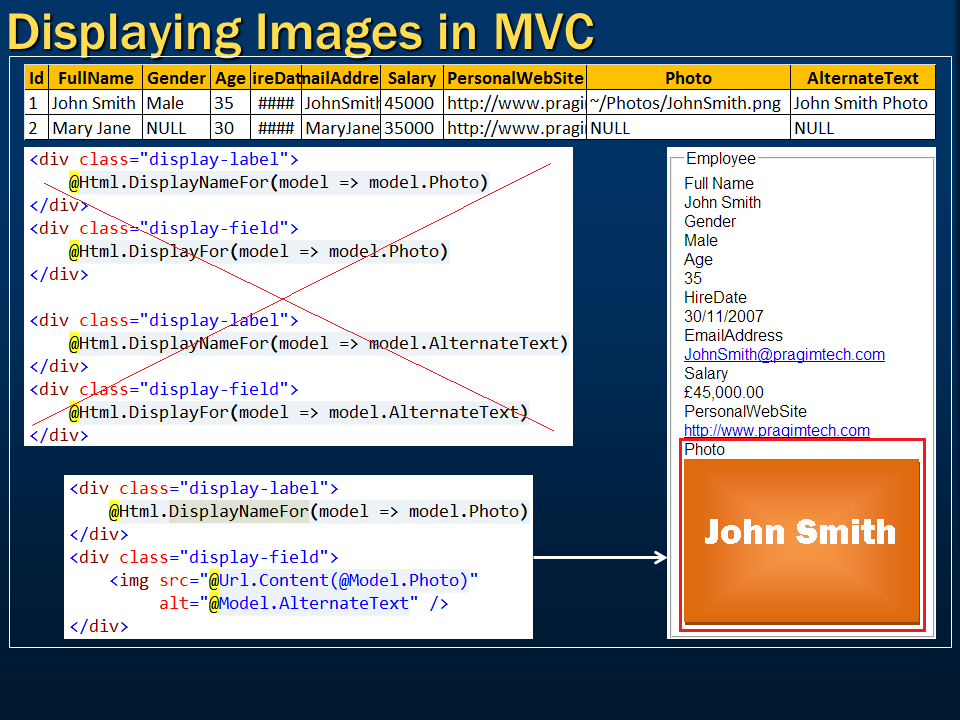 Displaying Images in MVC
Id FullName Gender Age ireDat mailAddre Salary PersonalWebSite Photo AlternateText
1 John Smith Male 35 #### JohnSmith 45000 http://www.pragi ~/Photos/JohnSmith.png John Smith Photo
2 Mary Jane NULL 30 #### MaryJane 35000 http://www.pragi NULL NULL
<div class="display-label">
@Html.DisplayNameFor(model => model.Photo)
</div>
<div class="display-field">
@Html.DisplayFor(model => model.Photo)
</div>
<div class="display-label">
@Html.DisplayNameFor(model => model.AlternateText)
</div>
<div class="display-field">
@Html.DisplayFor(model => model.AlternateText)
</div>
<div class="display-label">
@Html.DisplayNameFor(model => model.Photo)
</div>
<div class="display-field">
<img src="@Url.Content(@Model.Photo)"
alt="@Model.AlternateText" />
</div>
Employee
Full Name
John Smith
Gender
Male
Age
35
HireDate
30/11/2007
EmailAddress
JohnSmith@pragimtech.com
Salary
£45,000.00
PersonalWebSite
http://www.pragimtech.com
Photo
John Smith